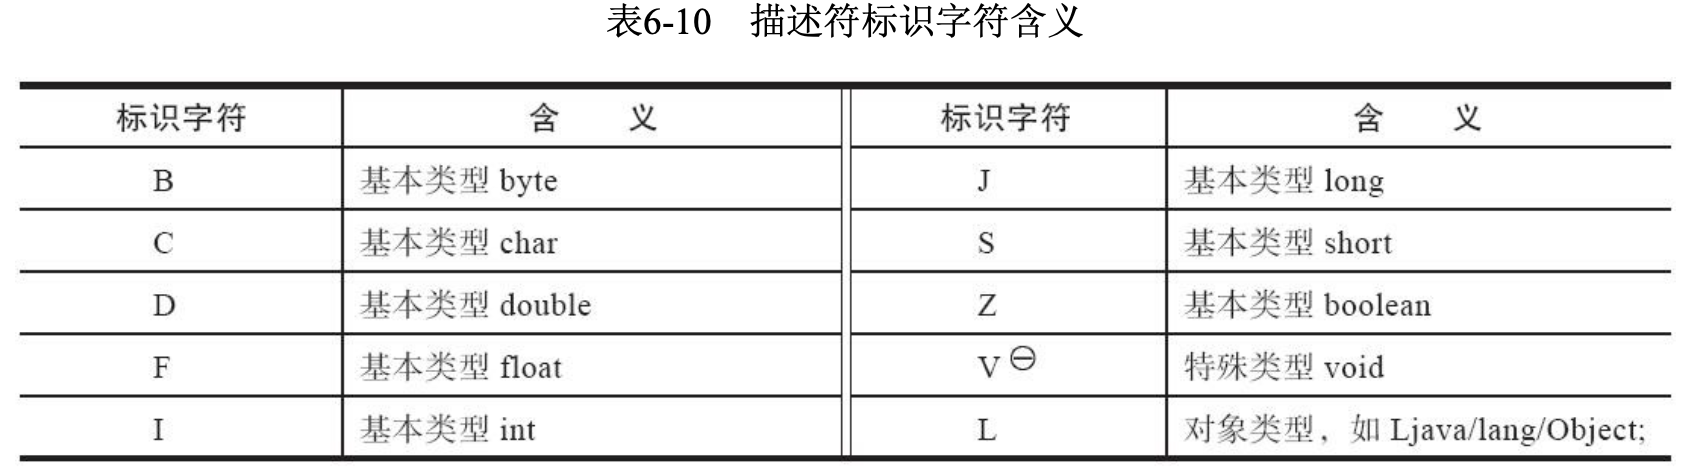 表6-10 描述符标识字符含义
标识字符 含 义 标识字符 含 义
B 基本类型 byte J 基本类型 long
C 基本类型 char S 基本类型 short
D 基本类型 double Z 基本类型 boolean
F 基本类型 float V ⊖ 特殊类型 void
I 基本类型 int L 对象类型，如 Ljava/lang/Object;